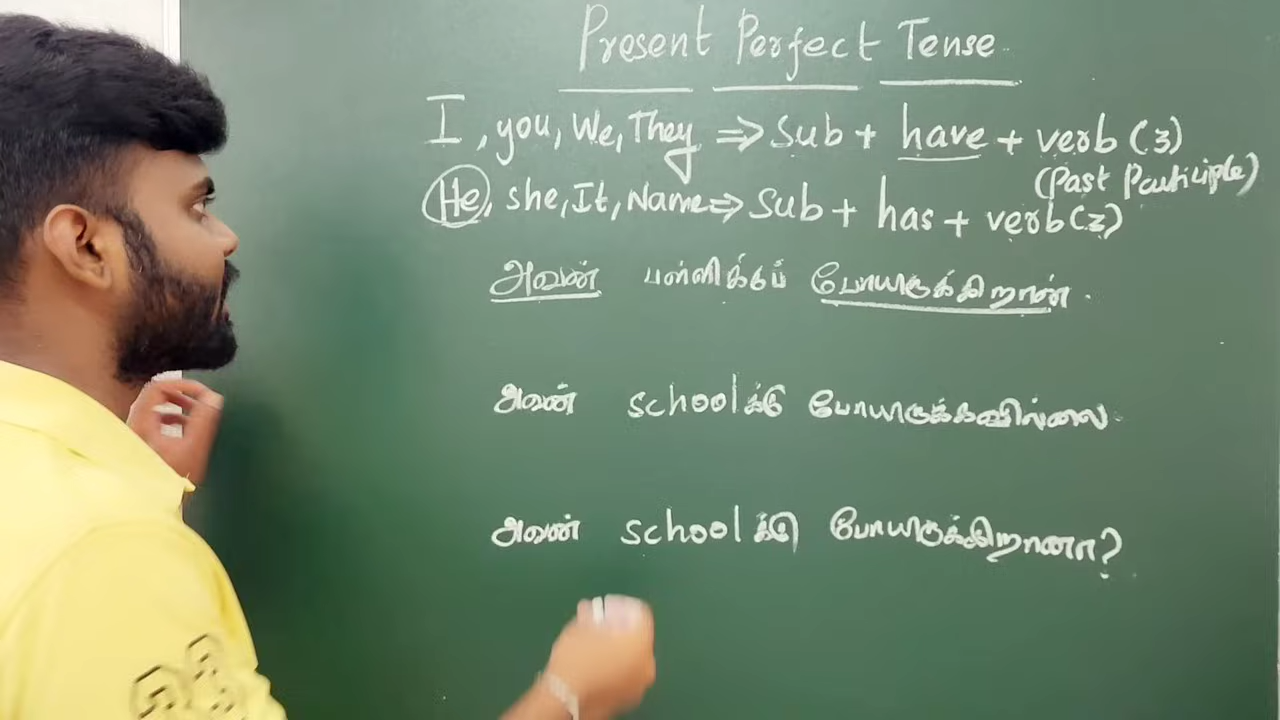 Present Perfect Tense
I, you, We, They ⇒ Sub + have + verb (3)
(Past Participle)
He, she, It, Name ⇒ Sub + has + verb (3)
அவன் பள்ளிக்குப் போயிருக்கிறான்.
அவன் schoolக்கு போயிருக்கவில்லை.
அவன் schoolக்கு போயிருக்கிறானா?